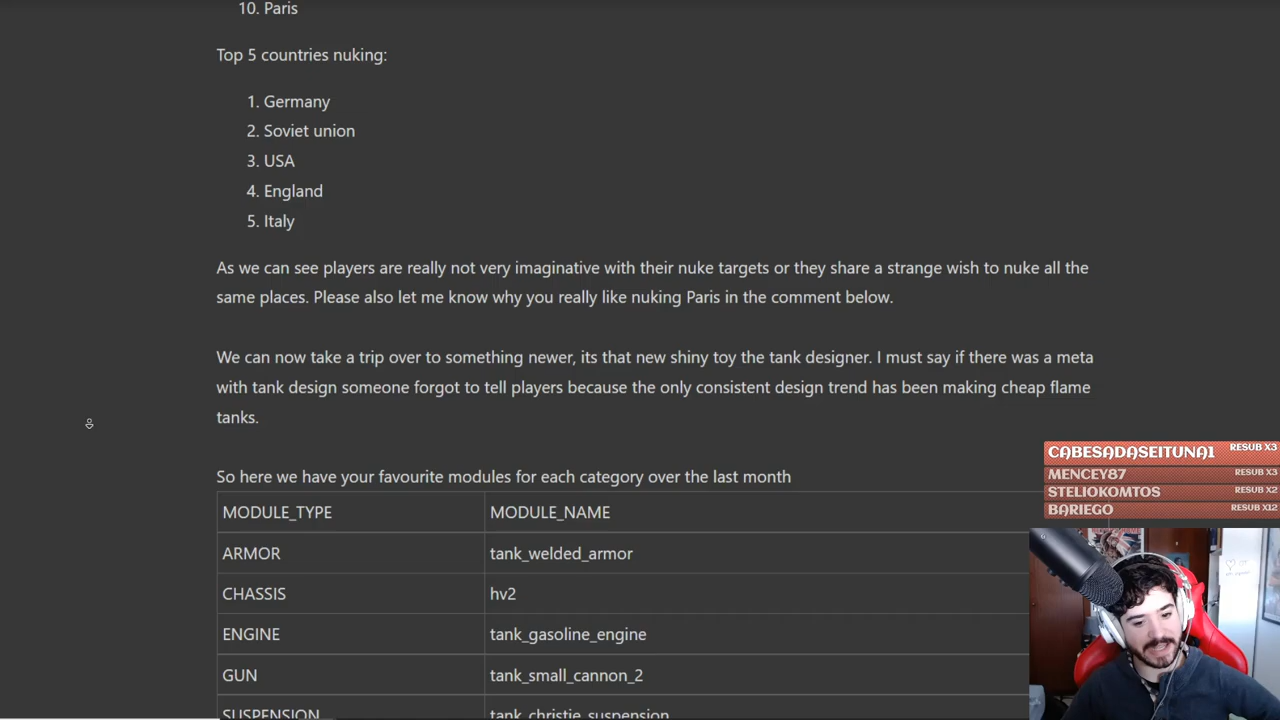 10. Paris
Top 5 countries nuking:
1. Germany
2. Soviet union
3. USA
4. England
5. Italy
As we can see players are really not very imaginative with their nuke targets or they share a strange wish to nuke all the
same places. Please also let me know why you really like nuking Paris in the comment below.
We can now take a trip over to something newer, its that new shiny toy the tank designer. I must say if there was a meta
with tank design someone forgot to tell players because the only consistent design trend has been making cheap flame
tanks.
So here we have your favourite modules for each category over the last month
MODULE_TYPE MODULE_NAME
ARMOR tank_welded_armor
CHASSIS hv2
ENGINE tank_gasoline_engine
GUN tank_small_cannon_2
SUSPENSION tank_christie_suspension
CABESADASEITUNA1 RESUB X3
MENCEY87 RESUB X3
STELIOKOMTOS RESUB X2
BARIEGO RESUB X12